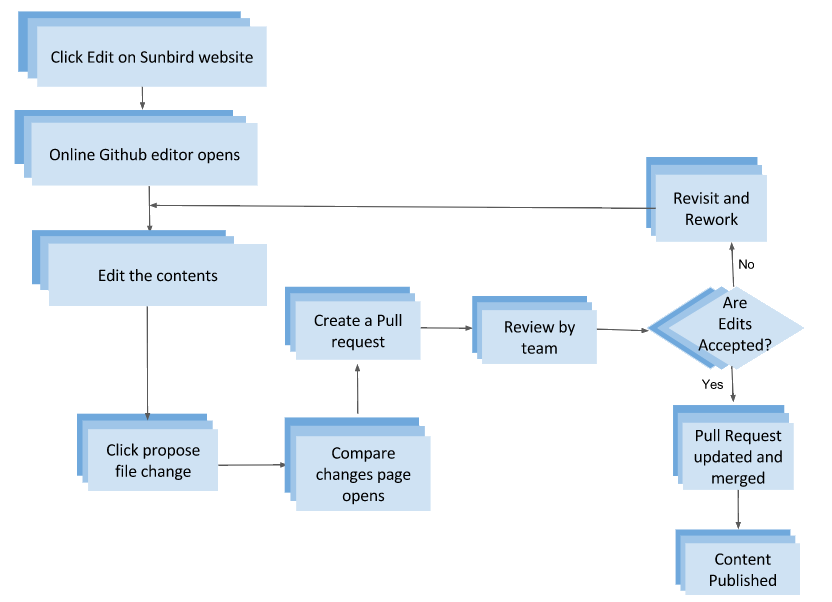 Click Edit on Sunbird website
Online Github editor opens
Revisit and
Rework
Edit the contents
No
Create a Pull
request
Review by
team
Are
Edits
Accepted?
Yes
Click propose
file change
Compare
changes page
opens
Pull Request
updated and
merged
Content
Published